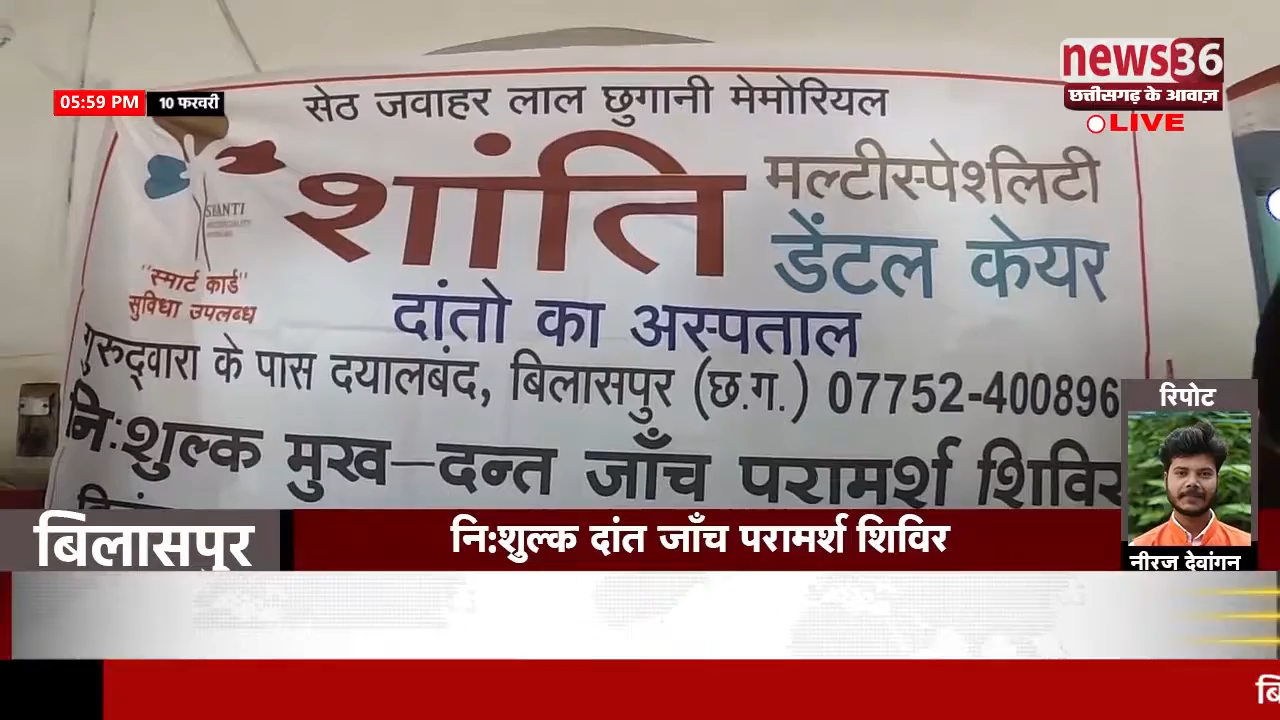 news36
छत्तीसगढ़ के आवाज़
LIVE
05:59 PM
10 फरवरी
सेठ जवाहर लाल छुगानी मेमोरियल
शांति
मल्टीस्पेशलिटी
डेंटल केयर
SHANTI
"स्मार्ट कार्ड"
सुविधा उपलब्ध
दांतो का अस्पताल
गुरुद्वारा के पास दयालबंद, बिलासपुर (छ.ग.) 07752-400896
नि:शुल्क मुख–दन्त जाँच परामर्श शिविर
रिपोट
नीरज देवांगन
बिलासपुर
नि:शुल्क दांत जाँच परामर्श शिविर